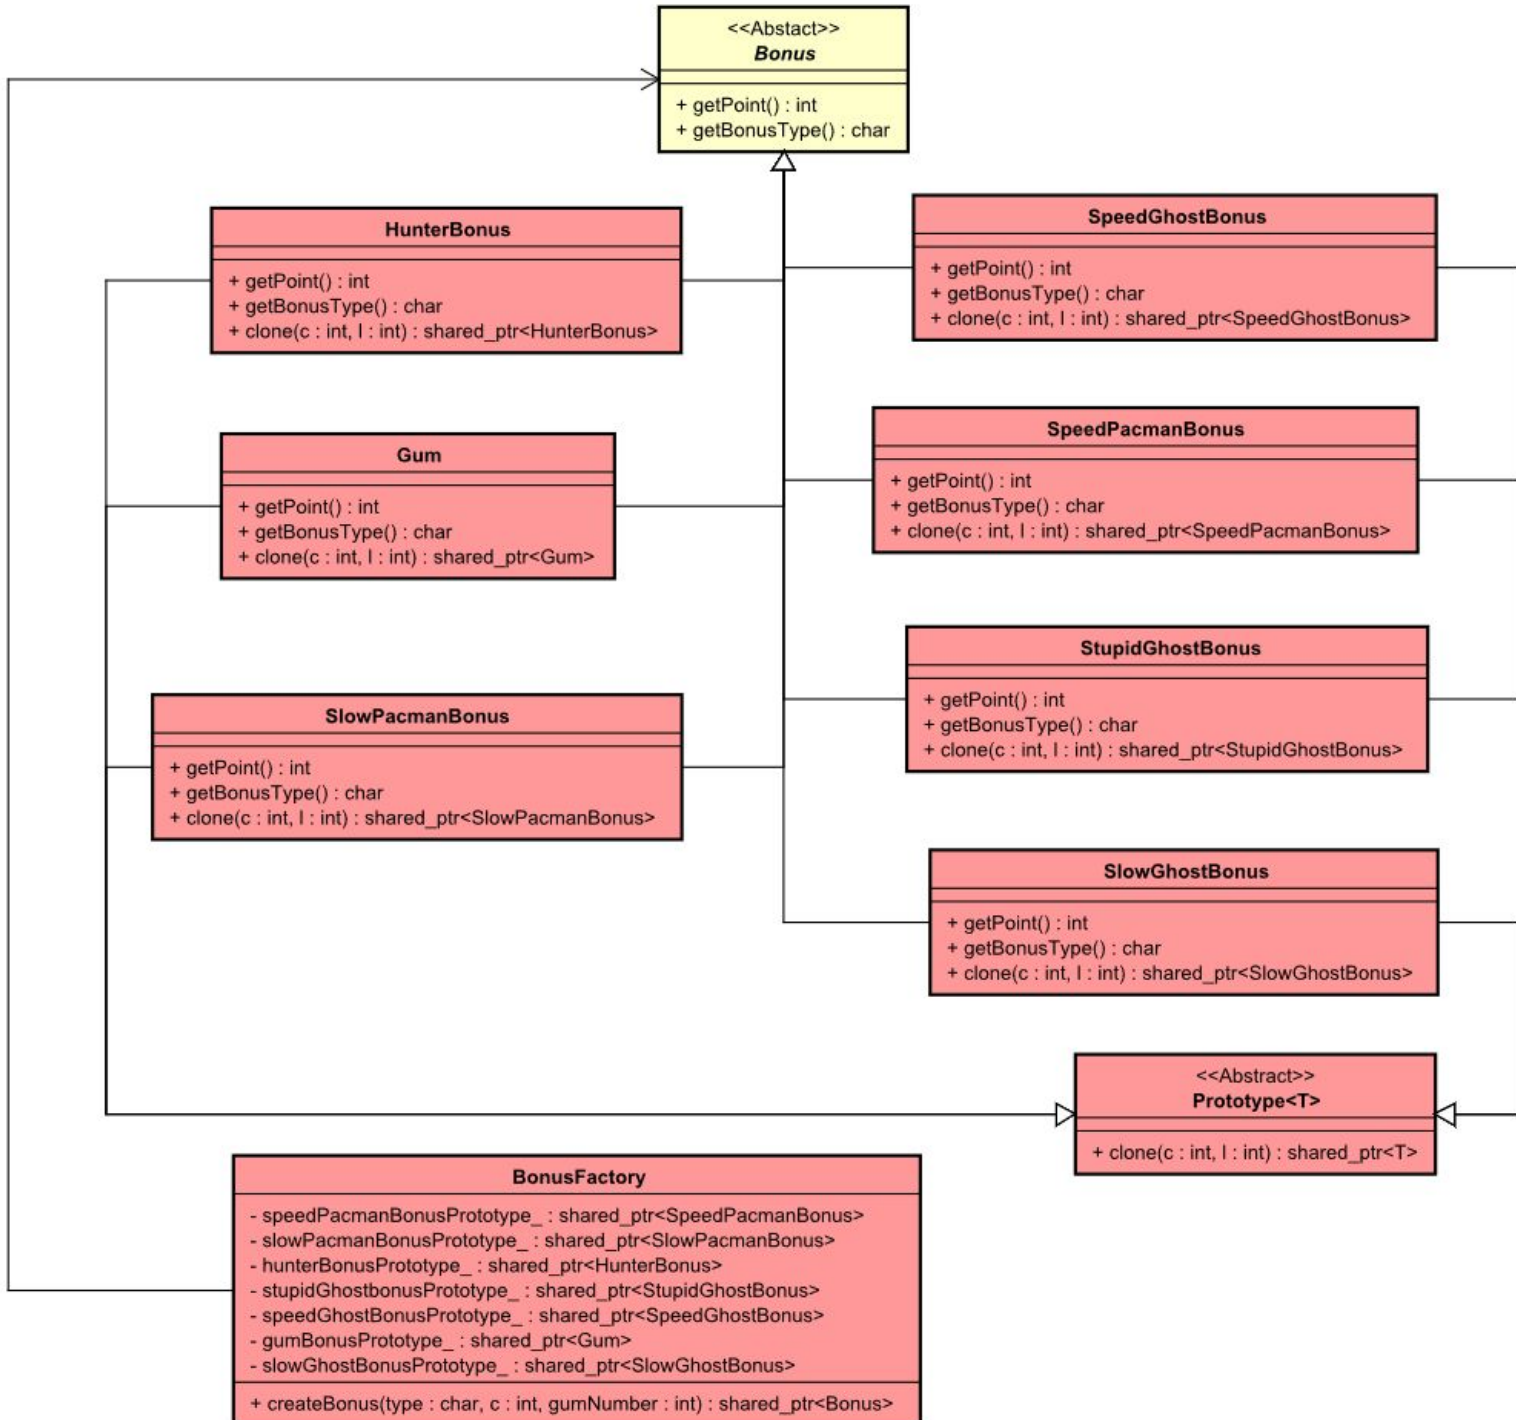 <<Abstact>>
Bonus
+ getPoint() : int
+ getBonusType() : char
HunterBonus
+ getPoint() : int
+ getBonusType() : char
+ clone(c : int, l : int) : shared_ptr<HunterBonus>
SpeedGhostBonus
+ getPoint() : int
+ getBonusType() : char
+ clone(c : int, l : int) : shared_ptr<SpeedGhostBonus>
Gum
+ getPoint() : int
+ getBonusType() : char
+ clone(c : int, l : int) : shared_ptr<Gum>
SpeedPacmanBonus
+ getPoint() : int
+ getBonusType() : char
+ clone(c : int, l : int) : shared_ptr<SpeedPacmanBonus>
StupidGhostBonus
+ getPoint() : int
+ getBonusType() : char
+ clone(c : int, l : int) : shared_ptr<StupidGhostBonus>
SlowPacmanBonus
+ getPoint() : int
+ getBonusType() : char
+ clone(c : int, l : int) : shared_ptr<SlowPacmanBonus>
SlowGhostBonus
+ getPoint() : int
+ getBonusType() : char
+ clone(c : int, l : int) : shared_ptr<SlowGhostBonus>
<<Abstract>>
Prototype<T>
+ clone(c : int, l : int) : shared_ptr<T>
BonusFactory
- speedPacmanBonusPrototype_ : shared_ptr<SpeedPacmanBonus>
- slowPacmanBonusPrototype_ : shared_ptr<SlowPacmanBonus>
- hunterBonusPrototype_ : shared_ptr<HunterBonus>
- stupidGhostbonusPrototype_ : shared_ptr<StupidGhostBonus>
- speedGhostBonusPrototype_ : shared_ptr<SpeedGhostBonus>
- gumBonusPrototype_ : shared_ptr<Gum>
- slowGhostBonusPrototype_ : shared_ptr<SlowGhostBonus>
+ createBonus(type : char, c : int, gumNumber : int) : shared_ptr<Bonus>